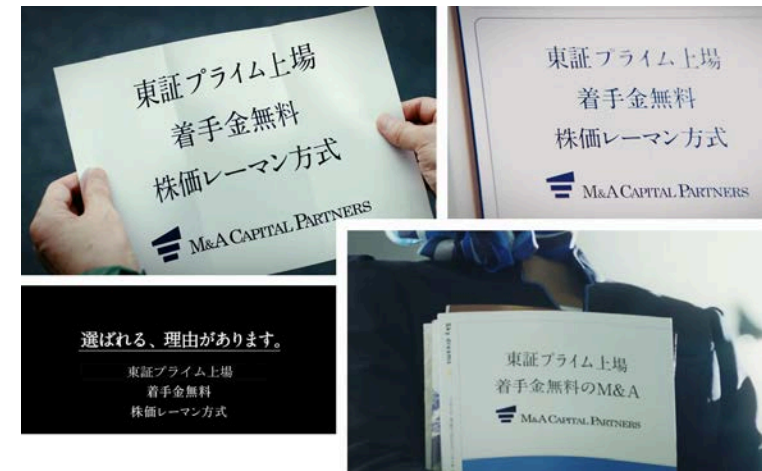 東証プライム上場
着手金無料
株価レーマン方式
M&A CAPITAL PARTNERS
東証プライム上場
着手金無料
株価レーマン方式
M&A CAPITAL PARTNERS
選ばれる、理由があります。
東証プライム上場
着手金無料
株価レーマン方式
Sky dreams
東証プライム上場
着手金無料のM&A
M&A CAPITAL PARTNERS